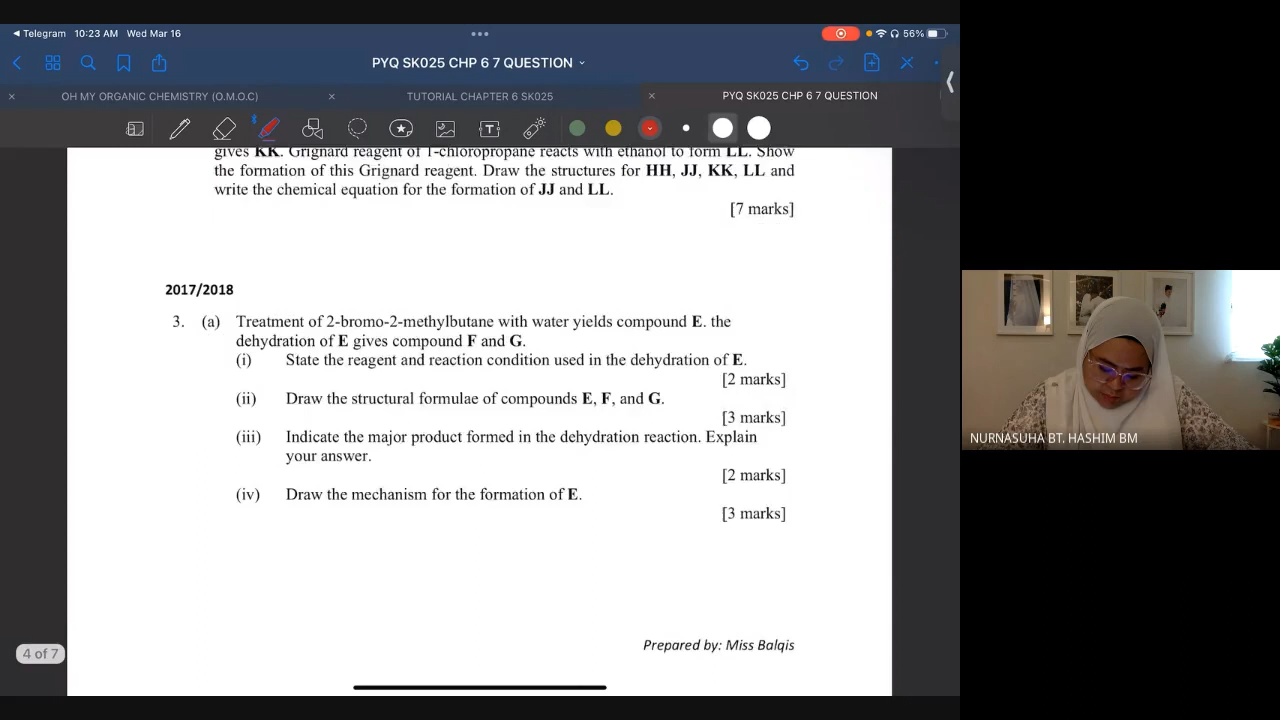 Telegram 10:23 AM Wed Mar 16
56%
PYQ SK025 CHP 6 7 QUESTION
OH MY ORGANIC CHEMISTRY (O.M.O.C)
TUTORIAL CHAPTER 6 SK025
PYQ SK025 CHP 6 7 QUESTION
gives KK. Grignard reagent of 1-chloropropane reacts with ethanol to form LL. Show
the formation of this Grignard reagent. Draw the structures for HH, JJ, KK, LL and
write the chemical equation for the formation of JJ and LL.
[7 marks]
2017/2018
3. (a) Treatment of 2-bromo-2-methylbutane with water yields compound E. the
dehydration of E gives compound F and G.
(i) State the reagent and reaction condition used in the dehydration of E.
[2 marks]
(ii) Draw the structural formulae of compounds E, F, and G.
[3 marks]
(iii) Indicate the major product formed in the dehydration reaction. Explain
your answer.
[2 marks]
(iv) Draw the mechanism for the formation of E.
[3 marks]
Prepared by: Miss Balqis
4 of 7
NURNASUHA BT. HASHIM BM